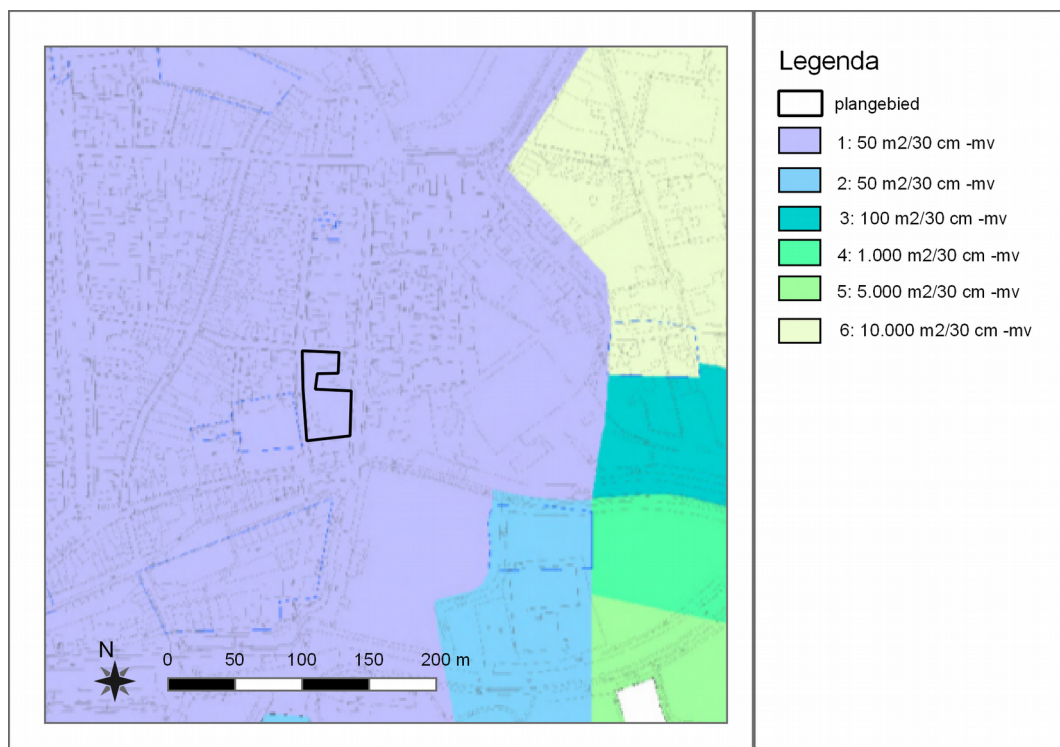 Legenda
plangebied
1: 50 m2/30 cm -mv
2: 50 m2/30 cm -mv
3: 100 m2/30 cm -mv
4: 1.000 m2/30 cm -mv
5: 5.000 m2/30 cm -mv
6: 10.000 m2/30 cm -mv
N
0 50 100 150 200 m